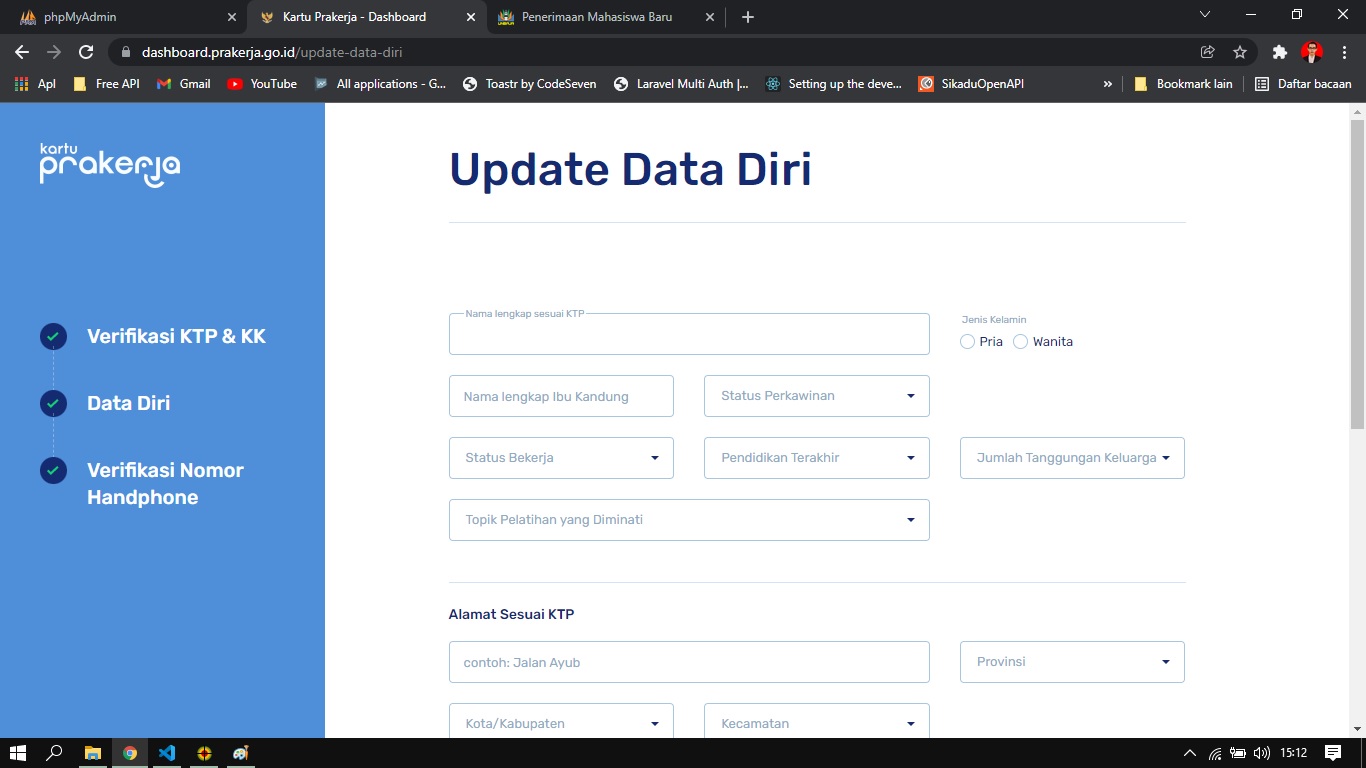 phpMyAdmin
Kartu Prakerja - Dashboard
Penerimaan Mahasiswa Baru
dashboard.prakerja.go.id/update-data-diri
Apl
Free API
Gmail
YouTube
All applications - G...
Toastr by CodeSeven
Laravel Multi Auth |...
Setting up the deve...
SikaduOpenAPI
»
Bookmark lain
Daftar bacaan
kartu
prakerja
Verifikasi KTP & KK
Data Diri
Verifikasi Nomor
Handphone
Update Data Diri
Nama lengkap sesuai KTP
Jenis Kelamin
Pria
Wanita
Nama lengkap Ibu Kandung
Status Perkawinan
Status Bekerja
Pendidikan Terakhir
Jumlah Tanggungan Keluarga
Topik Pelatihan yang Diminati
Alamat Sesuai KTP
contoh: Jalan Ayub
Provinsi
Kota/Kabupaten
Kecamatan
15:12